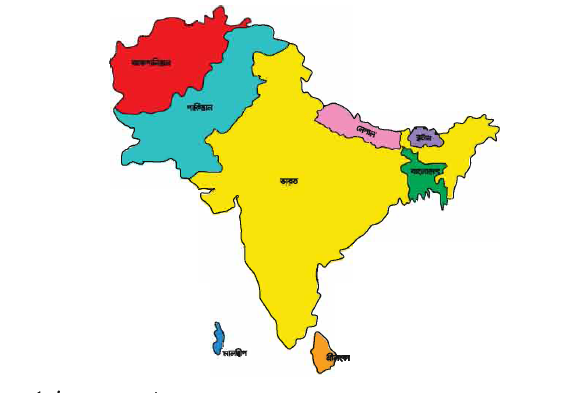 আফগানিস্তান
পাকিস্তান
নেপাল
ভুটান
বাংলাদেশ
ভারত
মালদ্বীপ
শ্রীলংকা